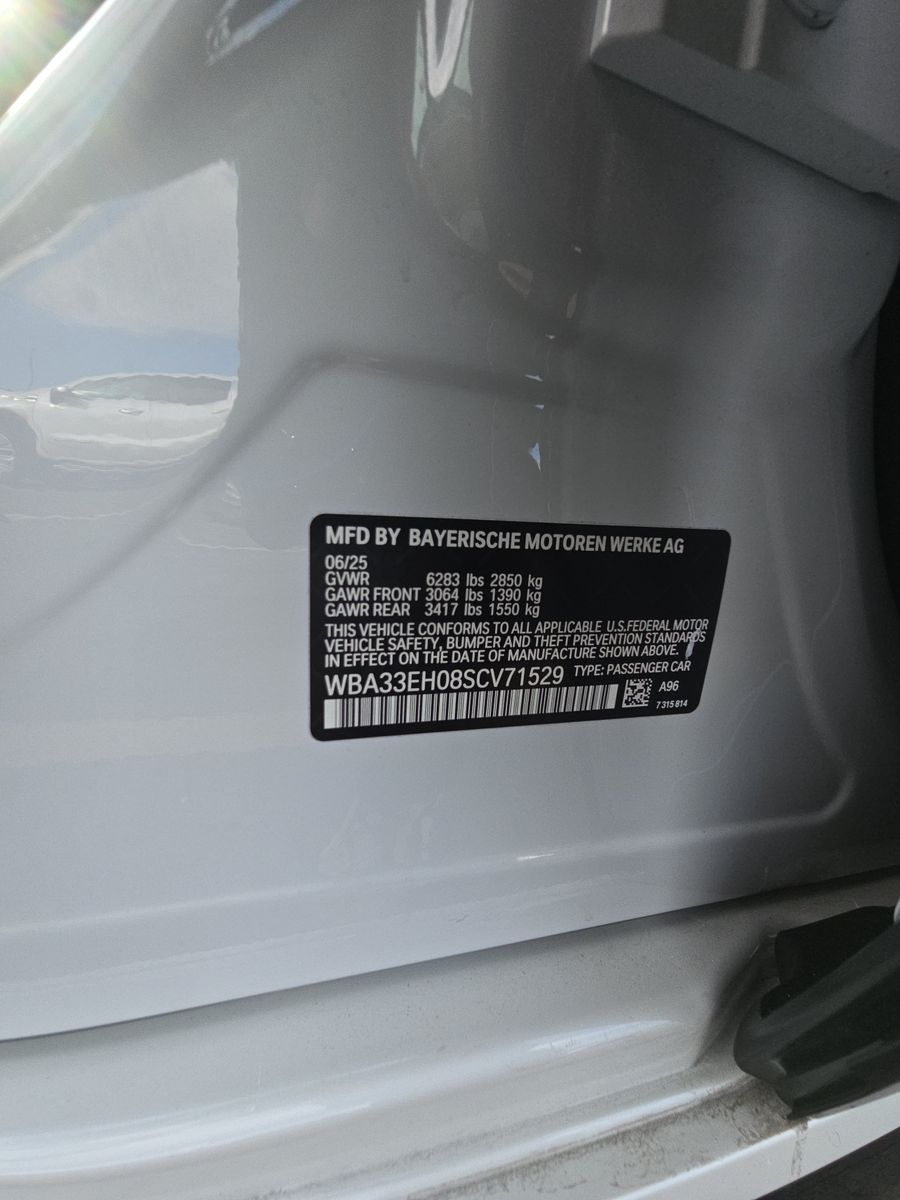 MFD BY BAYERISCHE MOTOREN WERKE AG
06/25
GVWR 6283 lbs 2850 kg
GAWR FRONT 3064 lbs 1390 kg
GAWR REAR 3417 lbs 1550 kg
THIS VEHICLE CONFORMS TO ALL APPLICABLE U.S.FEDERAL MOTOR
VEHICLE SAFETY, BUMPER AND THEFT PREVENTION STANDARDS
IN EFFECT ON THE DATE OF MANUFACTURE SHOWN ABOVE.
WBA33EH08SCV71529 TYPE: PASSENGER CAR
A96
7 315 814